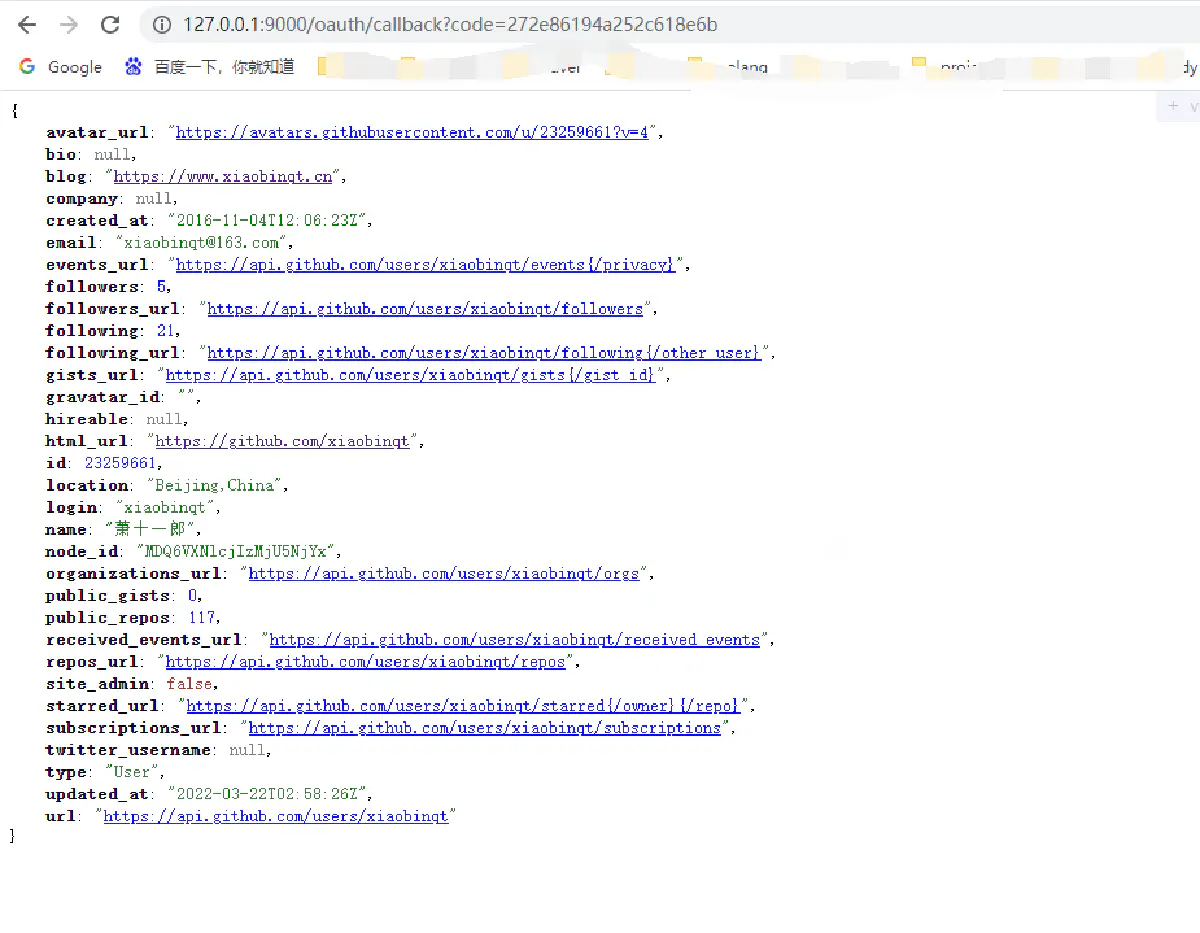 127.0.0.1:9000/oauth/callback?code=272e86194a252c618e6b
Google 百度一下，你就知道
{
avatar_url: "https://avatars.githubusercontent.com/u/23259661?v=4",
bio: null,
blog: "https://www.xiaobinqt.cn",
company: null,
created_at: "2016-11-04T12:06:23Z",
email: "xiaobinqt@163.com",
events_url: "https://api.github.com/users/xiaobinqt/events{/privacy}",
followers: 5,
followers_url: "https://api.github.com/users/xiaobinqt/followers",
following: 21,
following_url: "https://api.github.com/users/xiaobinqt/following{/other_user}",
gists_url: "https://api.github.com/users/xiaobinqt/gists{/gist_id}",
gravatar_id: "",
hireable: null,
html_url: "https://github.com/xiaobinqt",
id: 23259661,
location: "Beijing,China",
login: "xiaobinqt",
name: "萧十一郎",
node_id: "MDQ6VXNlcjIzMjU5NjYx",
organizations_url: "https://api.github.com/users/xiaobinqt/orgs",
public_gists: 0,
public_repos: 117,
received_events_url: "https://api.github.com/users/xiaobinqt/received_events",
repos_url: "https://api.github.com/users/xiaobinqt/repos",
site_admin: false,
starred_url: "https://api.github.com/users/xiaobinqt/starred{/owner}{/repo}",
subscriptions_url: "https://api.github.com/users/xiaobinqt/subscriptions",
twitter_username: null,
type: "User",
updated_at: "2022-03-22T02:58:26Z",
url: "https://api.github.com/users/xiaobinqt"
}